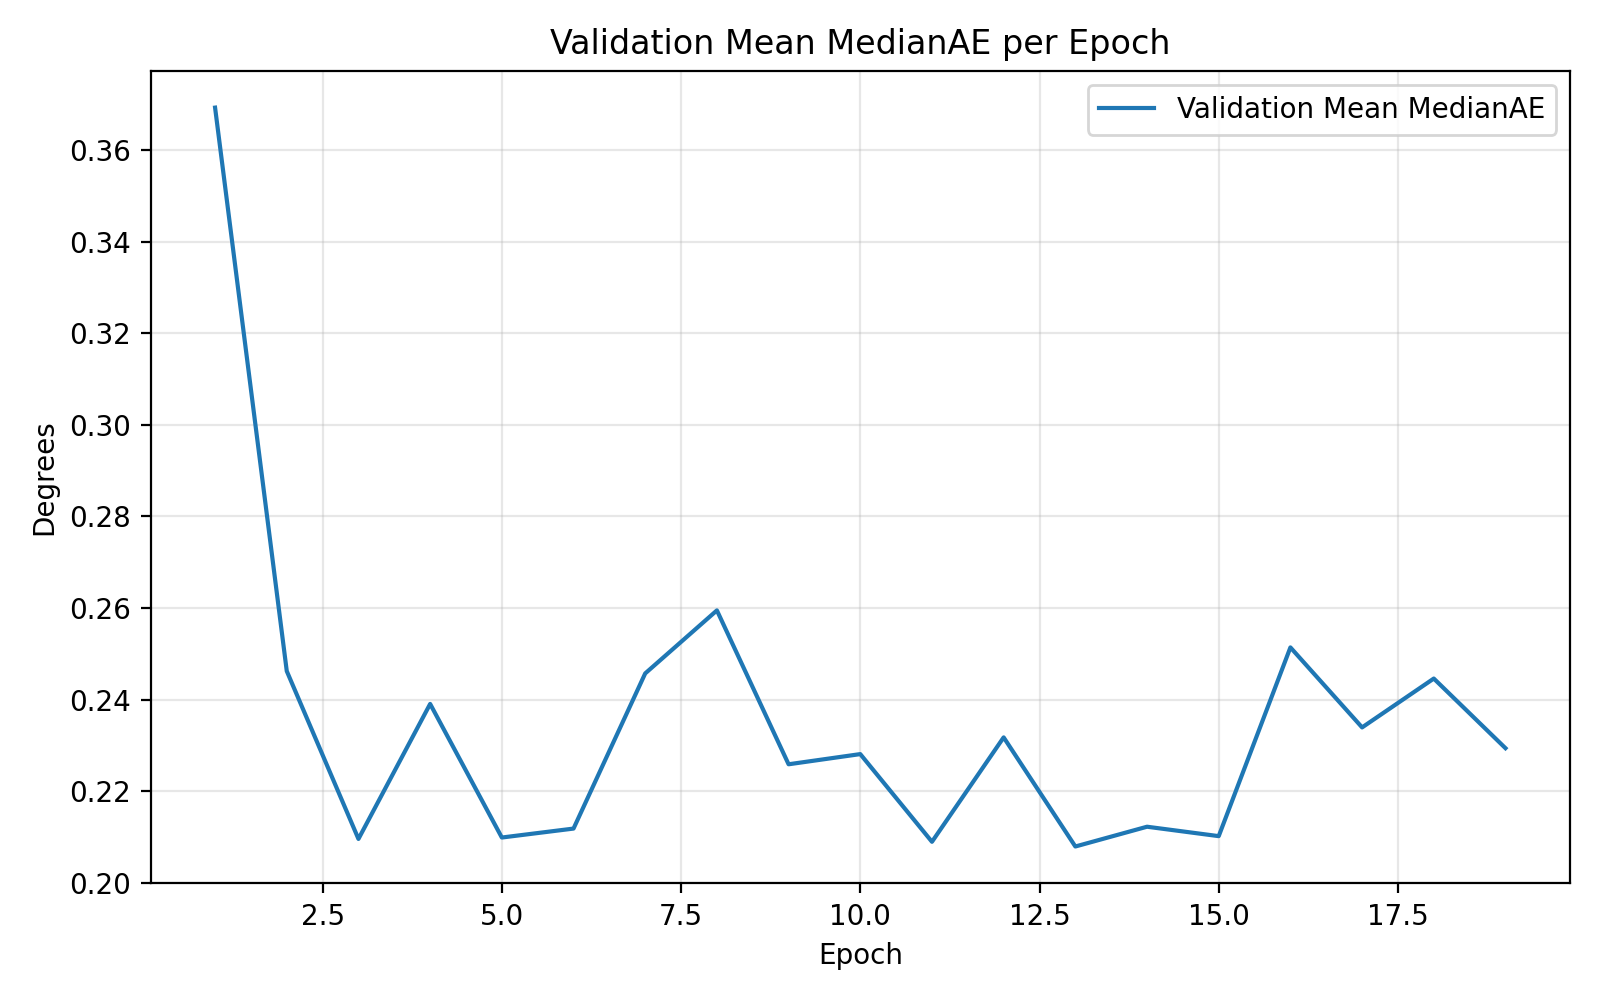 Validation Mean MedianAE per Epoch
Validation Mean MedianAE
0.36
0.34
0.32
0.30
0.28
0.26
0.24
0.22
0.20
Degrees
2.5 5.0 7.5 10.0 12.5 15.0 17.5
Epoch